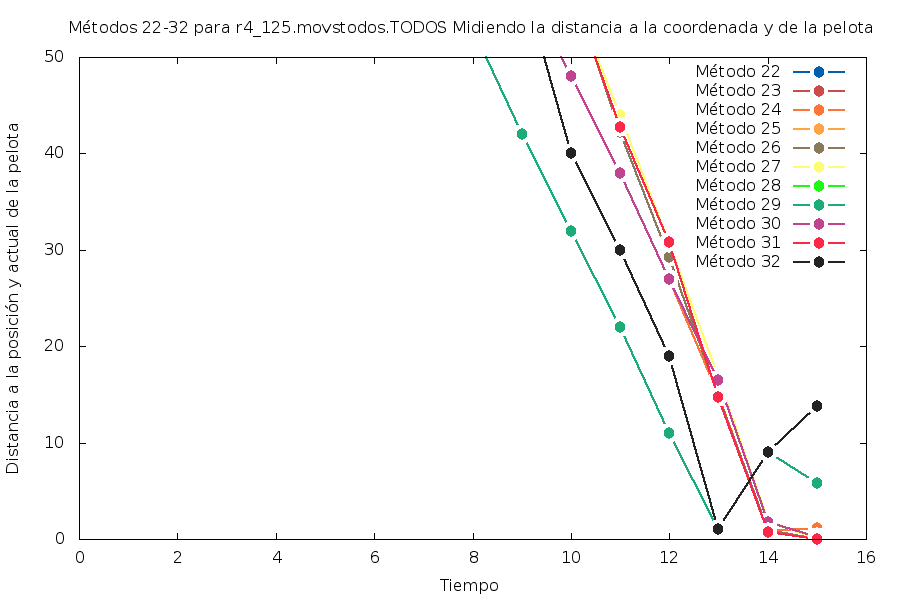 Métodos 22-32 para r4_125.movstodos.TODOS Midiendo la distancia a la coordenada y de la pelota
Distancia a la posición y actual de la pelota
50
40
30
20
10
0
0
2
4
6
8
10
12
14
16
Tiempo
Método 22
Método 23
Método 24
Método 25
Método 26
Método 27
Método 28
Método 29
Método 30
Método 31
Método 32